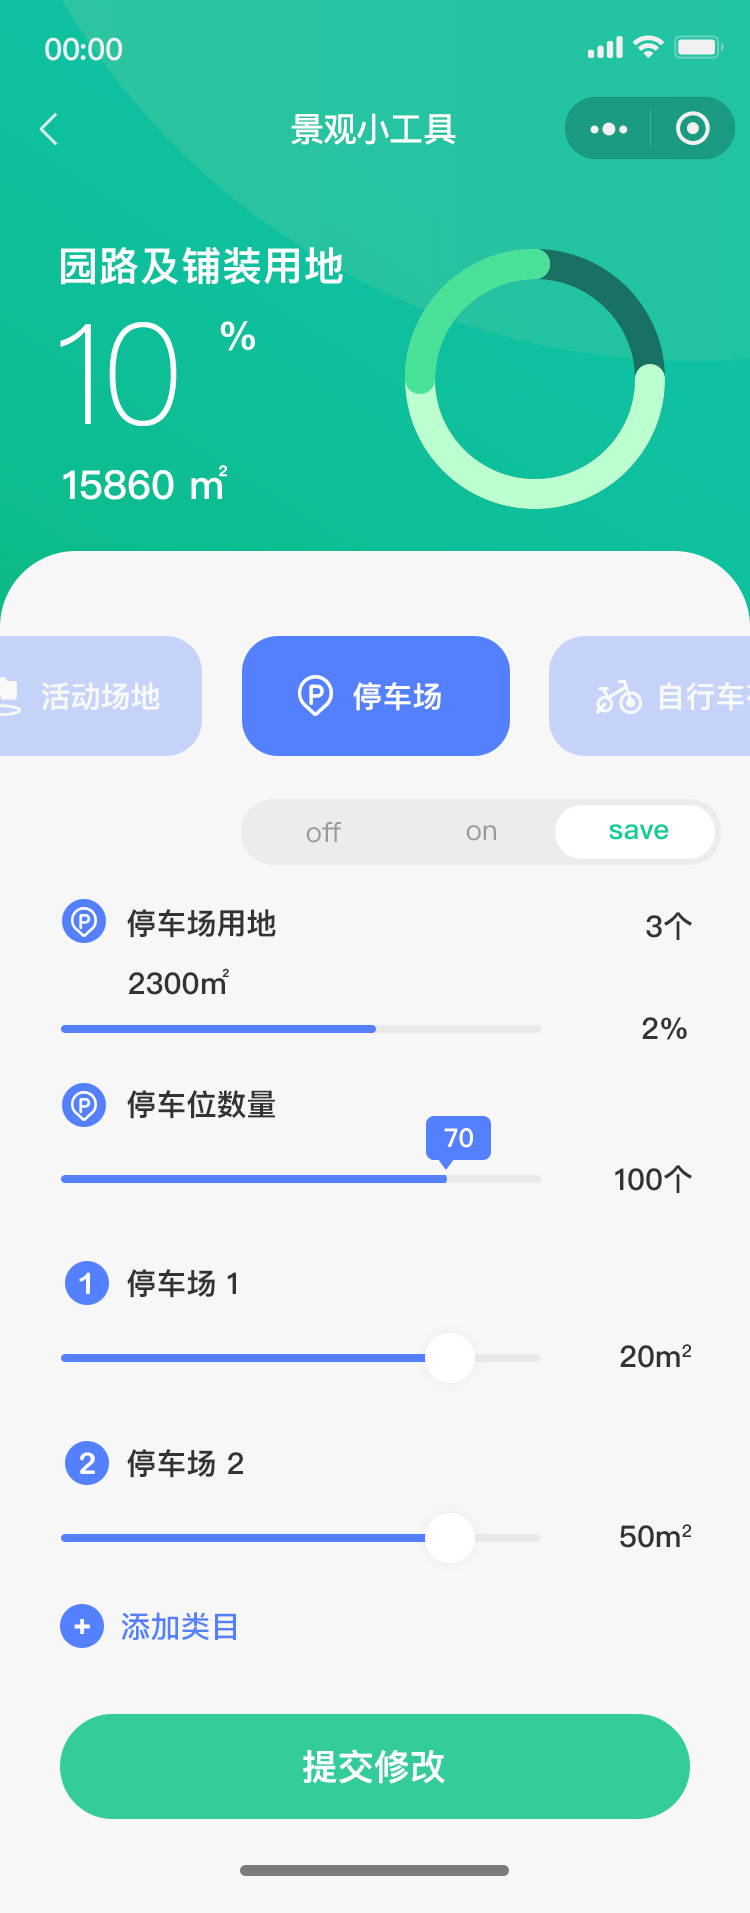 00:00
景观小工具
园路及铺装用地
10 %
15860 ㎡
活动场地
停车场
自行车
off on save
停车场用地 3个
2300㎡
2%
停车位数量
70
100个
1 停车场 1
20m²
2 停车场 2
50m²
+ 添加类目
提交修改